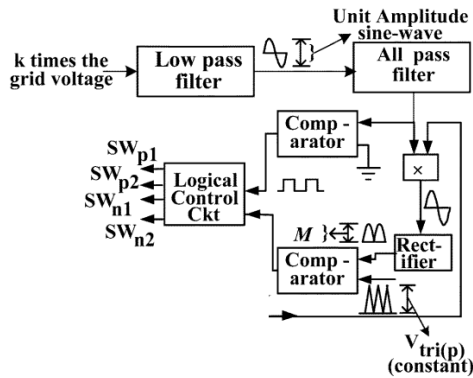 Unit Amplitude
sine-wave
k times the
grid voltage
Low pass
filter
All pass
filter
Comp -
arator
×
SWp1
SWp2
SWn1
SWn2
Logical
Control
Ckt
M
Rect-
ifier
Comp -
arator
Vtri(p)
(constant)